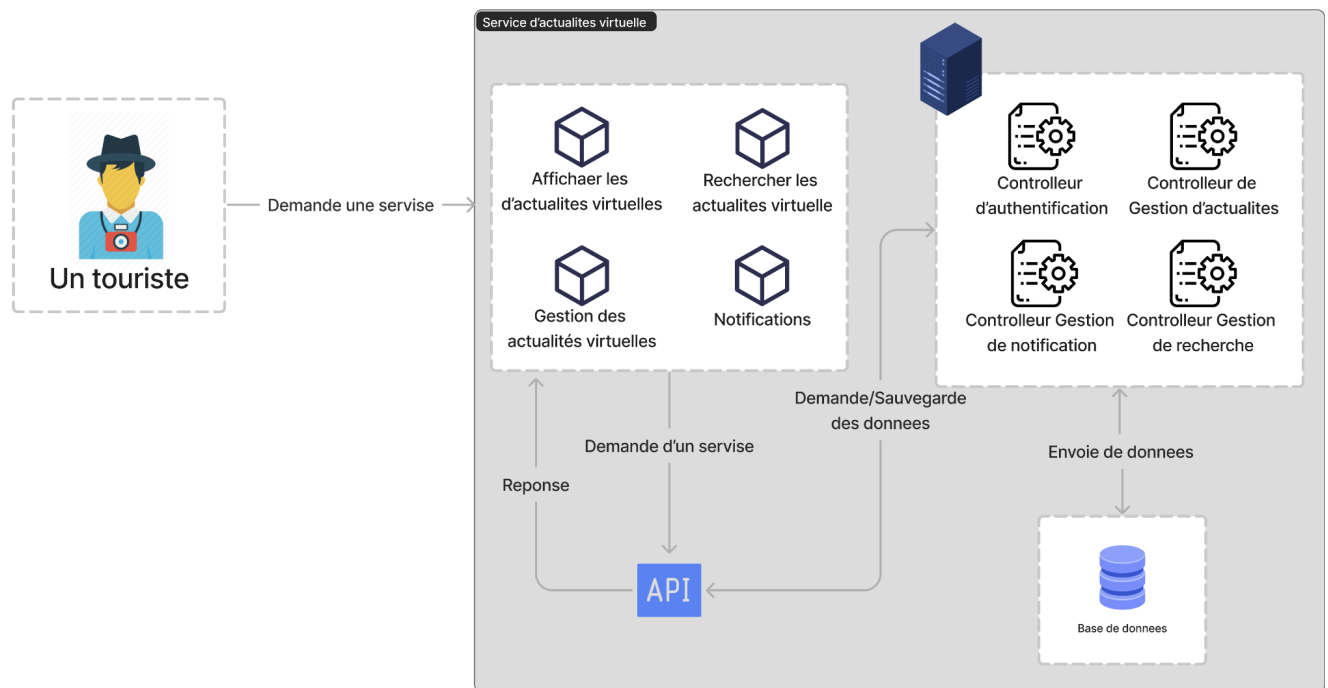 Service d'actualites virtuelle
Un touriste
Demande une servise
Affichaer les
d'actualites virtuelles
Rechercher les
actualites virtuelle
Gestion des
actualités virtuelles
Notifications
Controlleur
d'authentification
Controlleur de
Gestion d'actualites
Controlleur Gestion
de notification
Controlleur Gestion
de recherche
Demande/Sauvegarde
des donnees
Demande d'un servise
Reponse
Envoie de donnees
API
Base de donnees